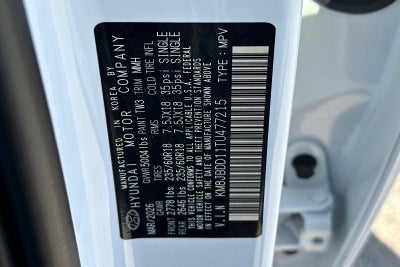 MANUFACTURED IN KOREA BY
HYUNDAI MOTOR COMPANY
GVWR 5004 lbs PAINT TW3 TRIM MMH
MAR/2026 GAWR TIRES RIMS COLD TIRE INFL
FRONT 2778 lbs 235/60R18 7.5JX18 35psi SINGLE
REAR 2646 lbs 235/60R18 7.5JX18 35psi SINGLE
THIS VEHICLE CONFORMS TO ALL APPLICABLE U.S.A. FEDERAL
MOTOR VEHICLE SAFETY AND THEFT PREVENTION STANDARDS
IN EFFECT ON THE DATE OF MANUFACTURE SHOWN ABOVE
V.I.N KM8JBDD11TU477215 TYPE : MPV